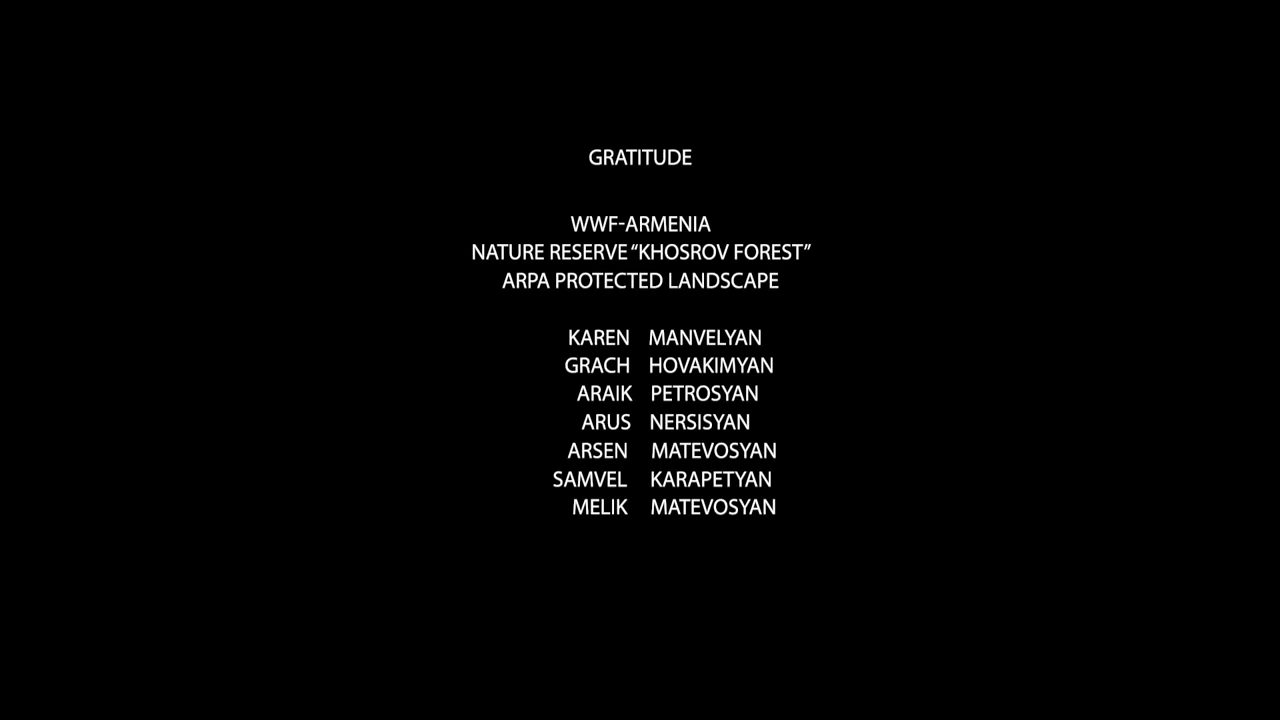 GRATITUDE
WWF-ARMENIA
NATURE RESERVE “KHOSROV FOREST”
ARPA PROTECTED LANDSCAPE
KAREN MANVELYAN
GRACH HOVAKIMYAN
ARAIK PETROSYAN
ARUS NERSISYAN
ARSEN MATEVOSYAN
SAMVEL KARAPETYAN
MELIK MATEVOSYAN